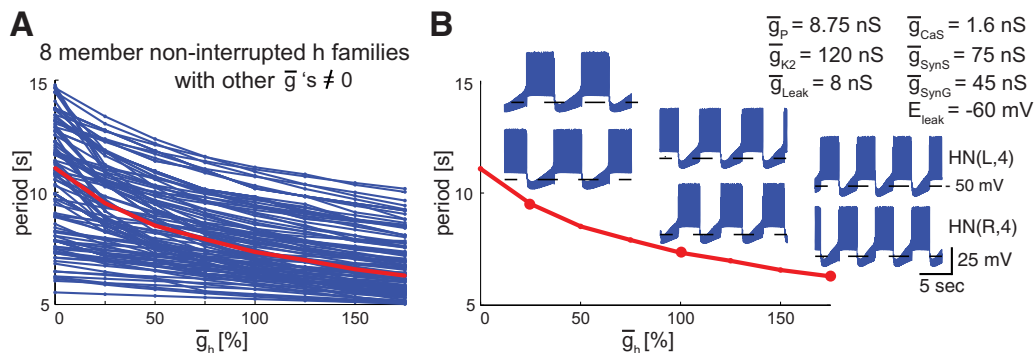 A
8 member non-interrupted h families
with other g̅ 's ≠ 0
15
10
5
period [s]
0
50
100
150
g̅h [%]
B
g̅P = 8.75 nS
g̅K2 = 120 nS
g̅Leak = 8 nS
g̅CaS = 1.6 nS
g̅SynS = 75 nS
g̅SynG = 45 nS
Eleak = -60 mV
15
10
5
period [s]
0
50
100
150
g̅h [%]
HN(L,4)
- 50 mV
HN(R,4)
25 mV
5 sec